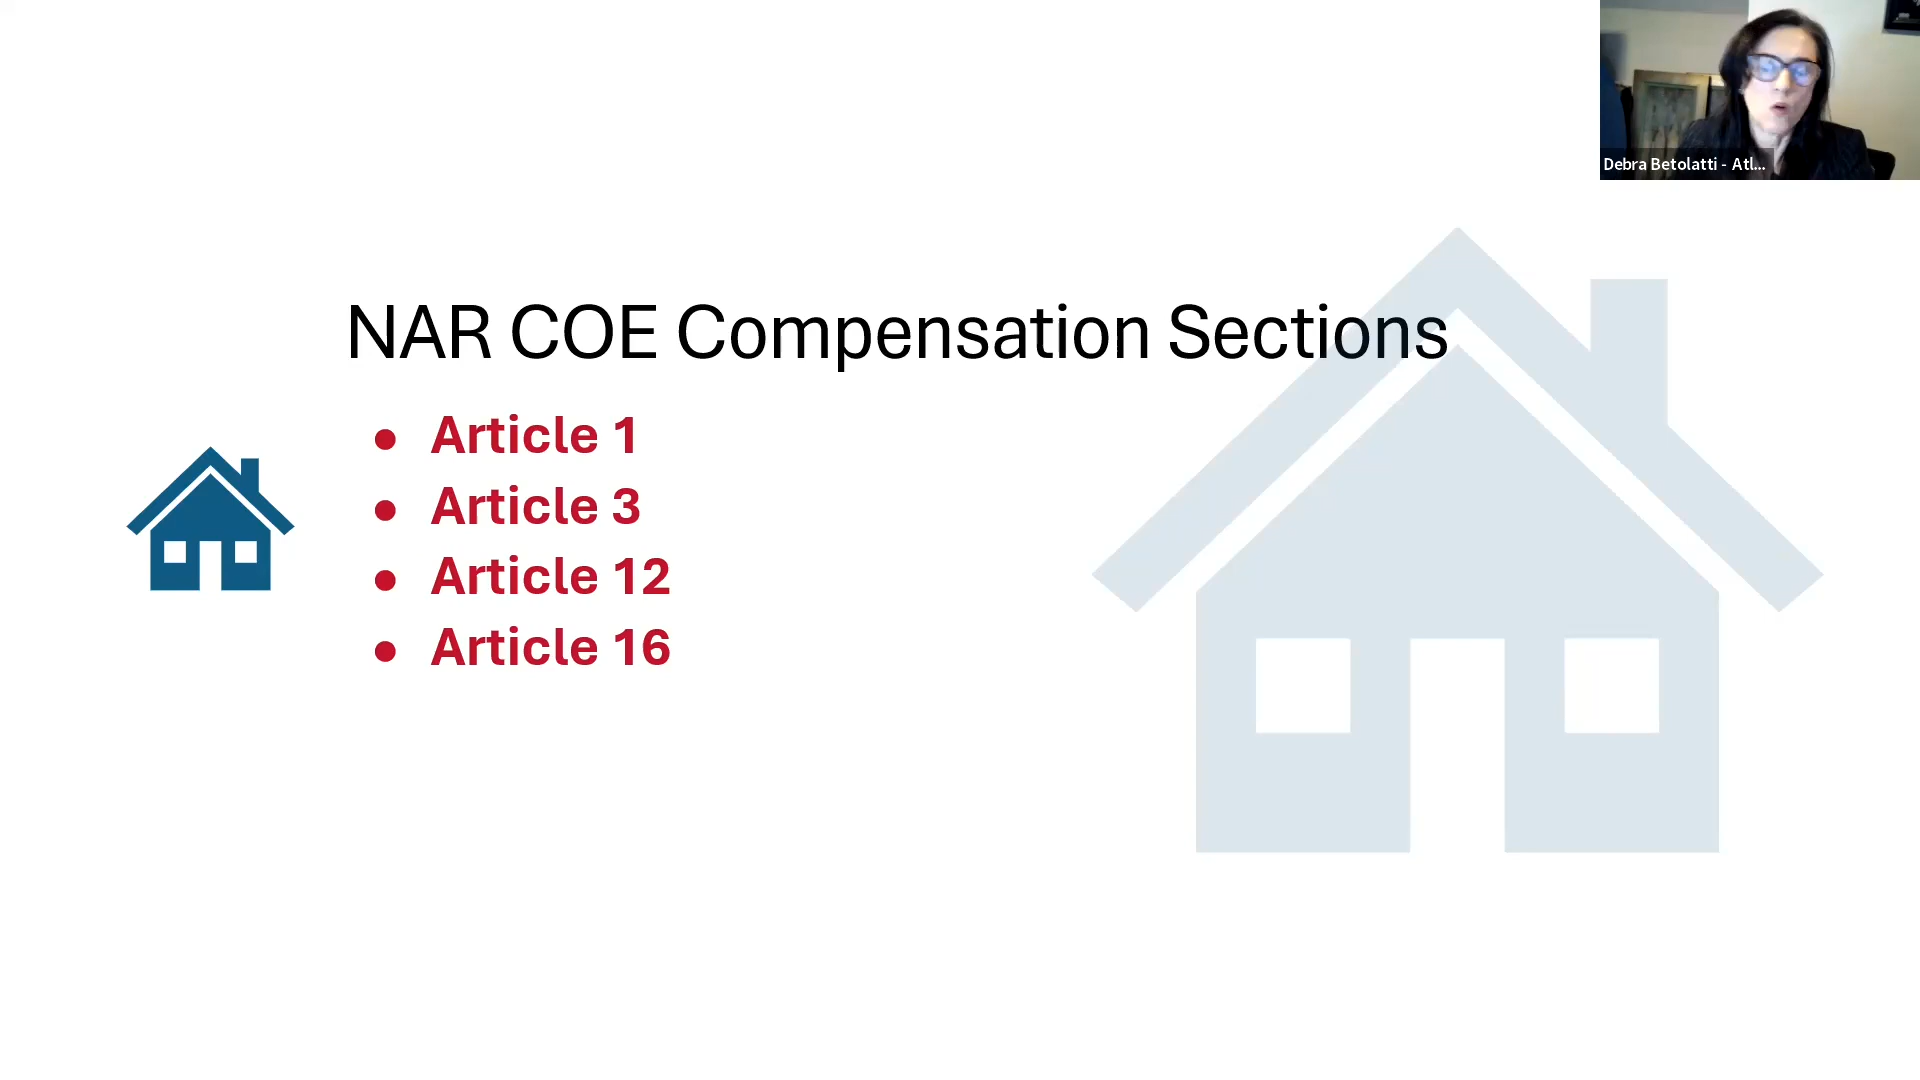 Debra Betolatti - Atl...
NAR COE Compensation Sections
● Article 1
● Article 3
● Article 12
● Article 16